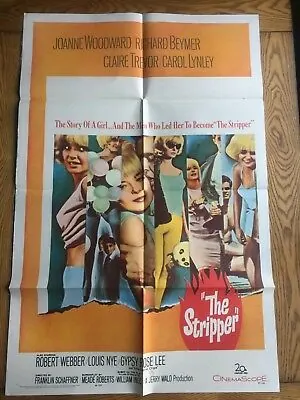 JOANNE WOODWARD RICHARD BEYMER
CLAIRE TREVOR CAROL LYNLEY
The Story Of A Girl...And The Men Who Led Her To Become "The Stripper"
"The
Stripper"
ROBERT WEBBER LOUIS NYE GYPSY ROSE LEE
FRANKLIN SCHAFFNER MEADE ROBERTS WILLIAM INGE JERRY WALD Production
20
CINEMASCOPE